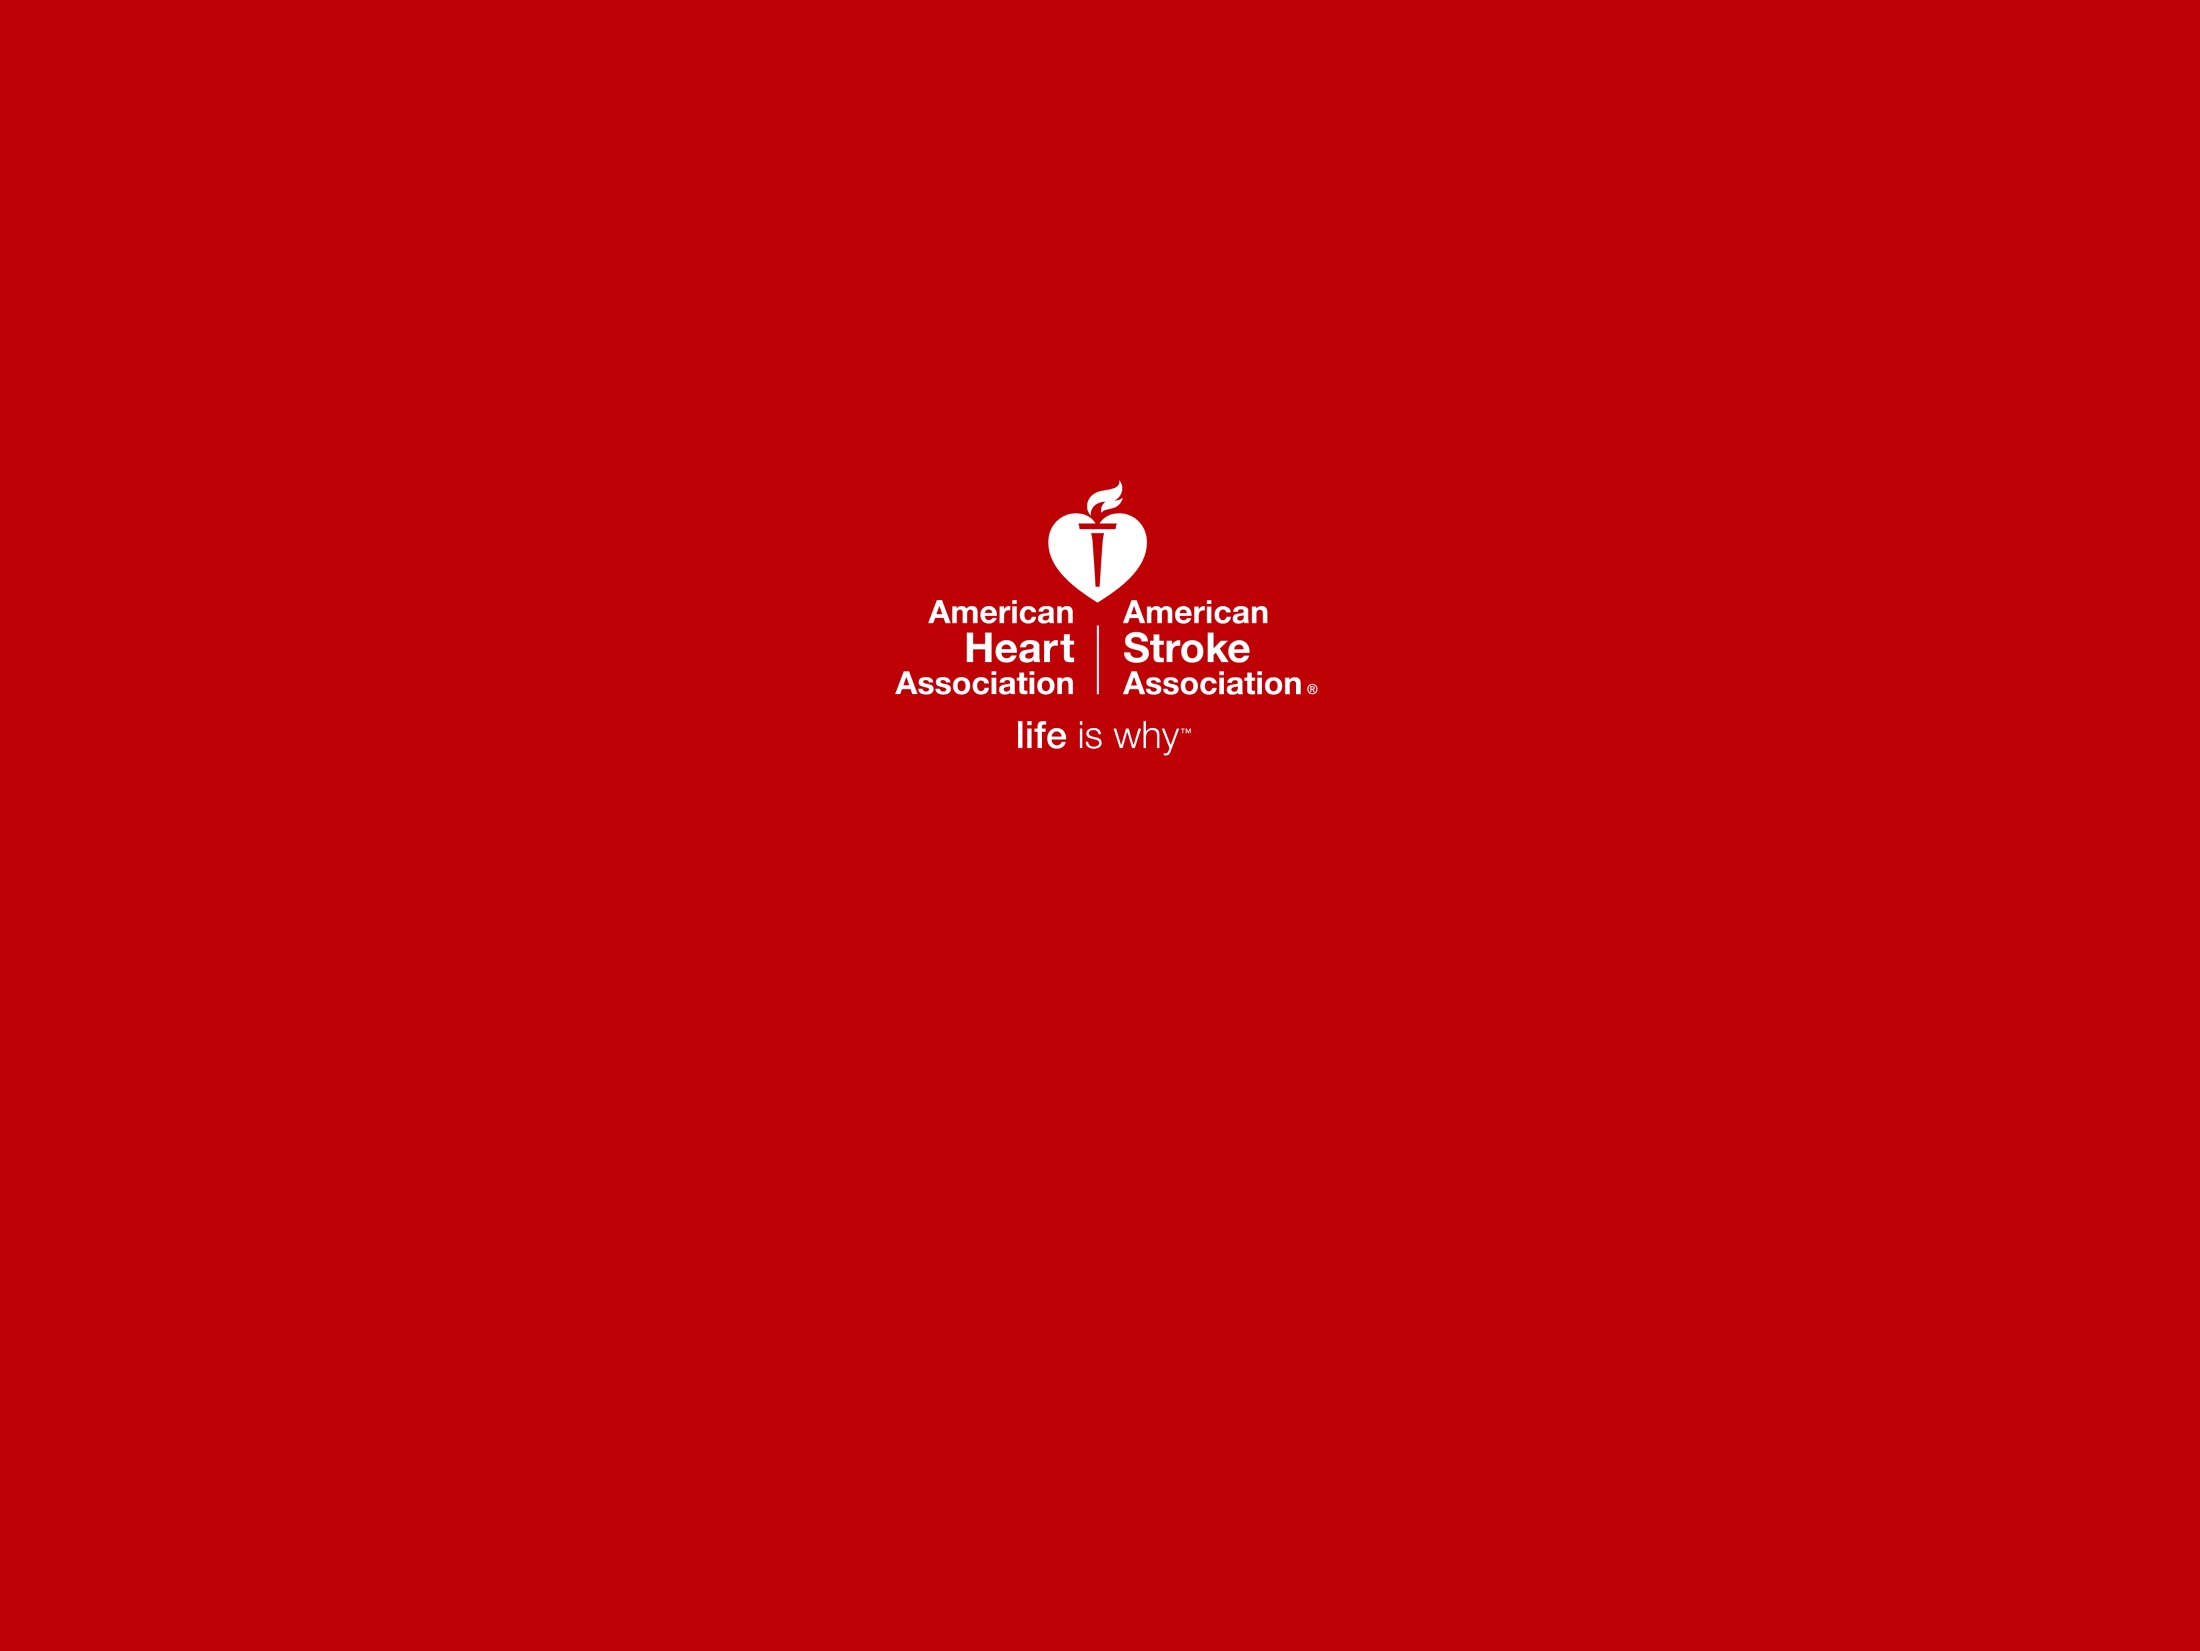 American
Heart
Association
American
Stroke
Association®
life is why™